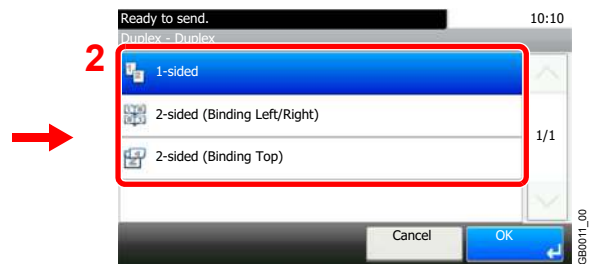 Ready to send. 10:10
Duplex - Duplex
2
1-sided
2-sided (Binding Left/Right)
1/1
2-sided (Binding Top)
Cancel OK
GB0011_00